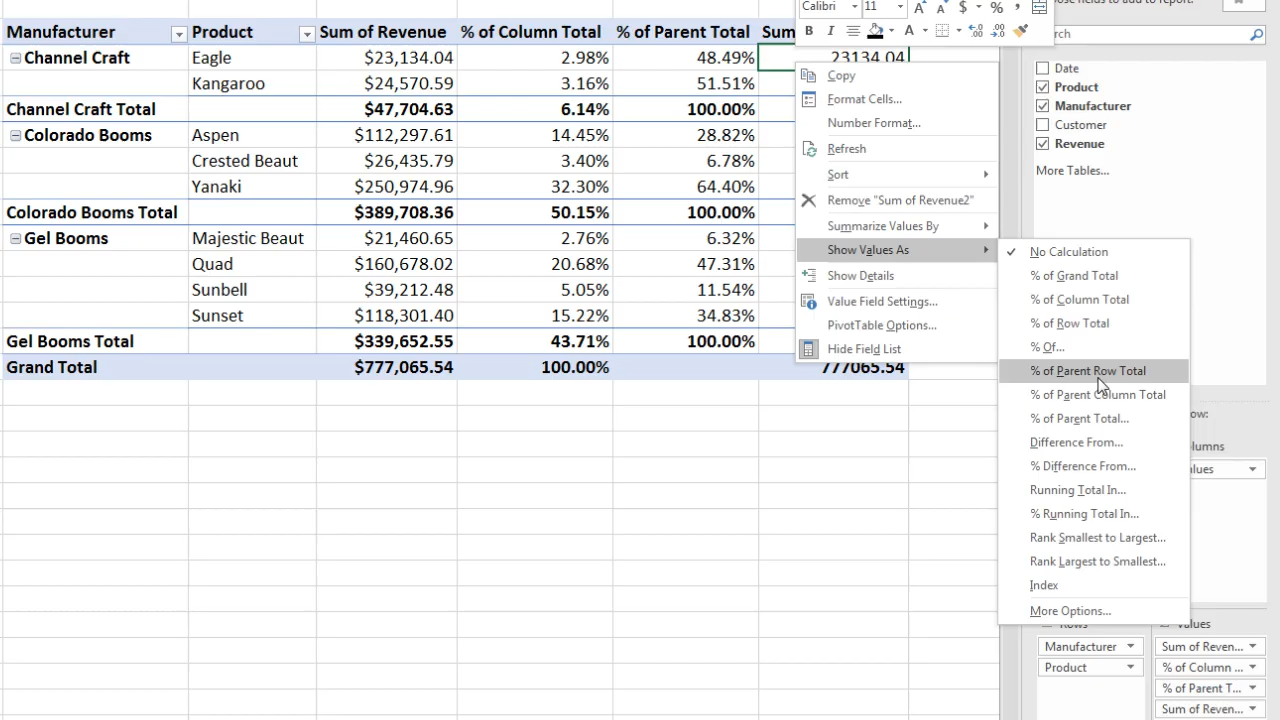 Calibri 11 A A $ % ,
B I A
Manufacturer Product Sum of Revenue % of Column Total % of Parent Total Sum
Channel Craft Eagle $23,134.04 2.98% 48.49% 23134.04
Kangaroo $24,570.59 3.16% 51.51%
Channel Craft Total $47,704.63 6.14% 100.00%
Colorado Booms Aspen $112,297.61 14.45% 28.82%
Crested Beaut $26,435.79 3.40% 6.78%
Yanaki $250,974.96 32.30% 64.40%
Colorado Booms Total $389,708.36 50.15% 100.00%
Gel Booms Majestic Beaut $21,460.65 2.76% 6.32%
Quad $160,678.02 20.68% 47.31%
Sunbell $39,212.48 5.05% 11.54%
Sunset $118,301.40 15.22% 34.83%
Gel Booms Total $339,652.55 43.71% 100.00%
Grand Total $777,065.54 100.00% 777065.54
Copy
Format Cells...
Number Format...
Refresh
Sort
Remove "Sum of Revenue2"
Summarize Values By
Show Values As
Show Details
Value Field Settings...
PivotTable Options...
Hide Field List
No Calculation
% of Grand Total
% of Column Total
% of Row Total
% Of...
% of Parent Row Total
% of Parent Column Total
% of Parent Total...
Difference From...
% Difference From...
Running Total In...
% Running Total In...
Rank Smallest to Largest...
Rank Largest to Smallest...
Index
More Options...
to add to report:
rch
Date
Product
Manufacturer
Customer
Revenue
More Tables...
ow:
lumns
alues
Rows
Manufacturer
Product
Values
Sum of Reven...
% of Column ...
% of Parent T...
Sum of Reven...